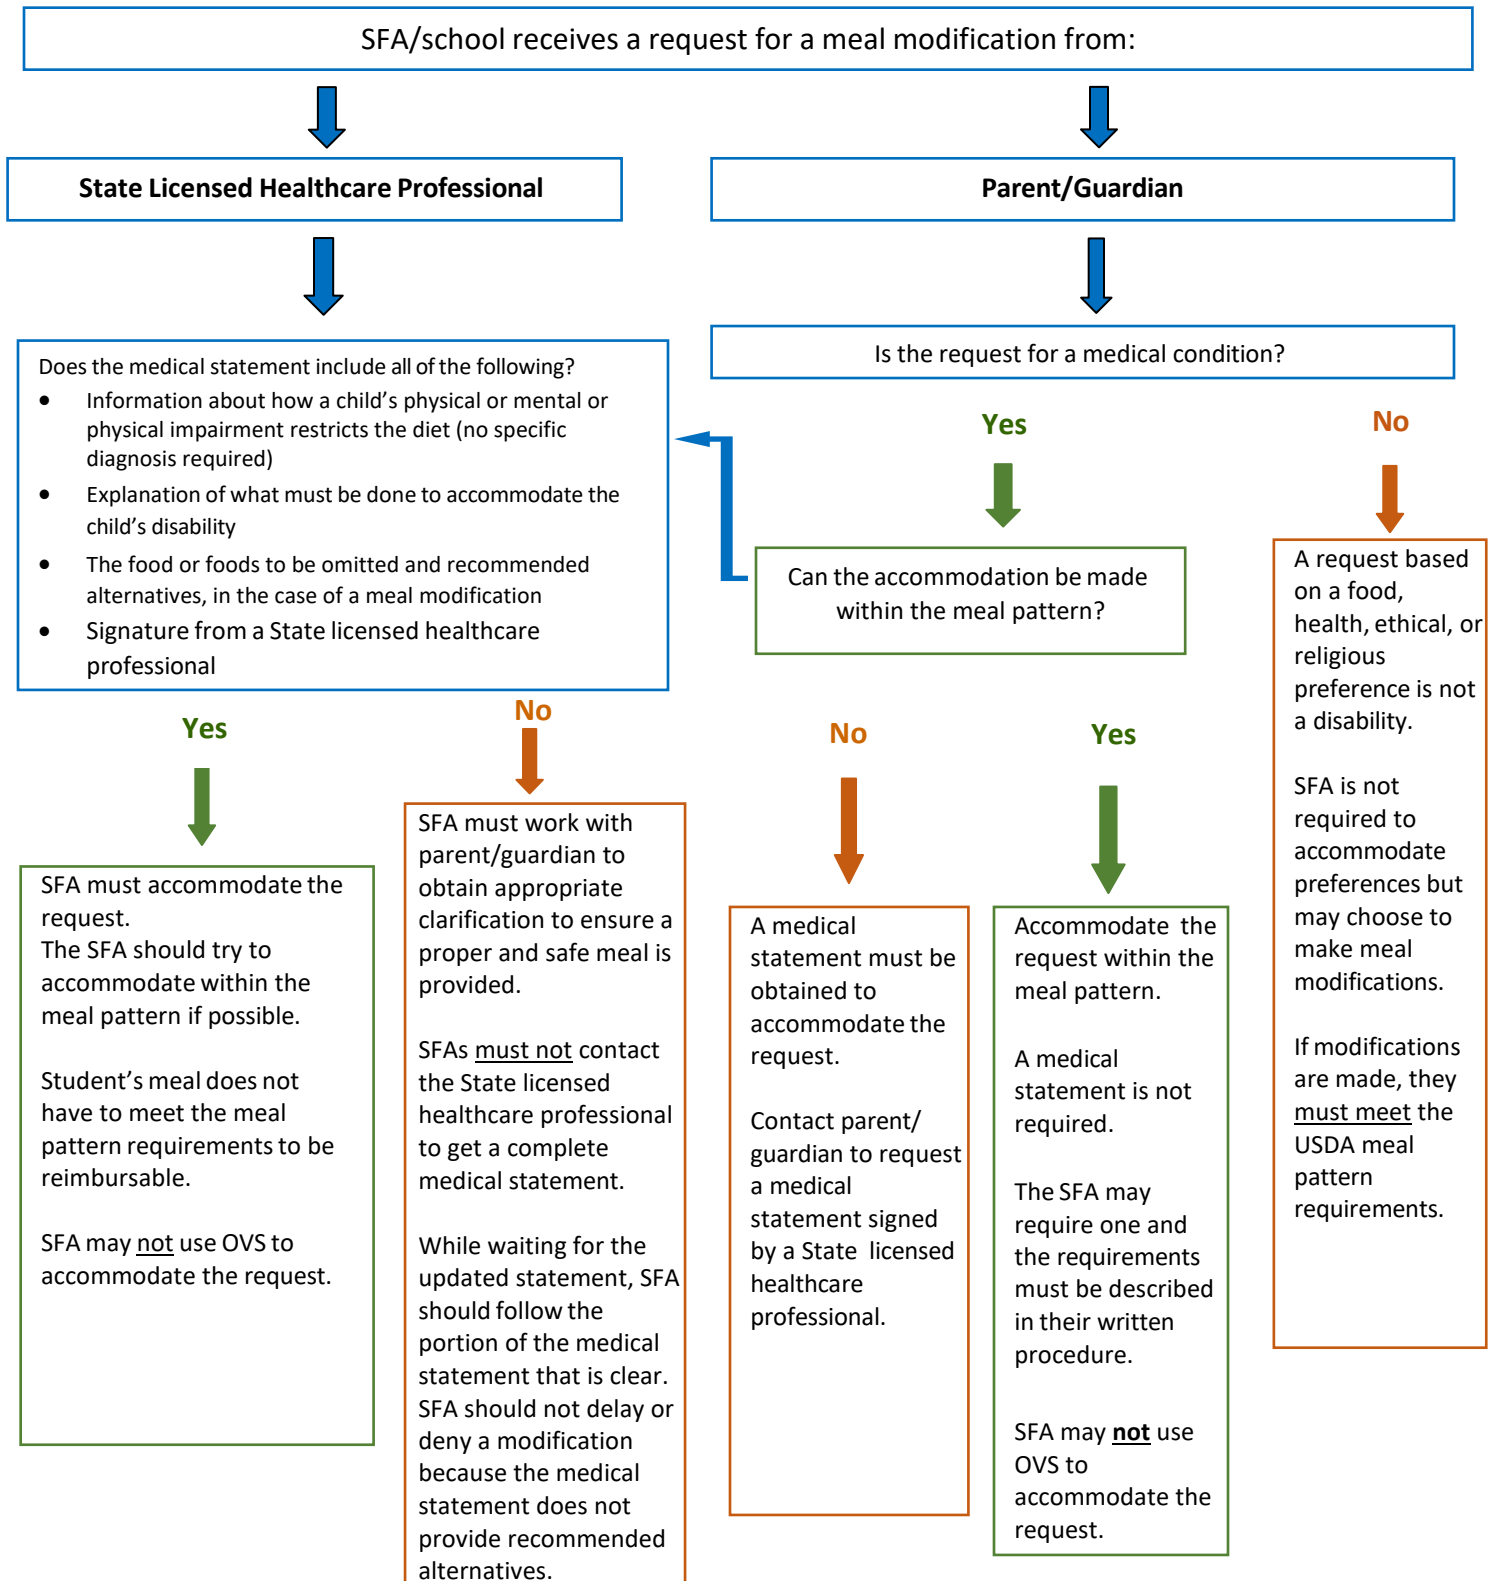 SFA/school receives a request for a meal modification from:
State Licensed Healthcare Professional
Parent/Guardian
Does the medical statement include all of the following?
● Information about how a child’s physical or mental or
physical impairment restricts the diet (no specific
diagnosis required)
● Explanation of what must be done to accommodate the
child’s disability
● The food or foods to be omitted and recommended
alternatives, in the case of a meal modification
● Signature from a State licensed healthcare
professional
Is the request for a medical condition?
Yes
No
Can the accommodation be made
within the meal pattern?
A request based
on a food,
health, ethical, or
religious
preference is not
a disability.
SFA is not
required to
accommodate
preferences but
may choose to
make meal
modifications.
If modifications
are made, they
must meet the
USDA meal
pattern
requirements.
Yes
No
No
Yes
SFA must accommodate the
request.
The SFA should try to
accommodate within the
meal pattern if possible.
Student’s meal does not
have to meet the meal
pattern requirements to be
reimbursable.
SFA may not use OVS to
accommodate the request.
SFA must work with
parent/guardian to
obtain appropriate
clarification to ensure a
proper and safe meal is
provided.
SFAs must not contact
the State licensed
healthcare professional
to get a complete
medical statement.
While waiting for the
updated statement, SFA
should follow the
portion of the medical
statement that is clear.
SFA should not delay or
deny a modification
because the medical
statement does not
provide recommended
alternatives.
A medical
statement must be
obtained to
accommodate the
request.
Contact parent/
guardian to request
a medical
statement signed
by a State licensed
healthcare
professional.
Accommodate the
request within the
meal pattern.
A medical
statement is not
required.
The SFA may
require one and
the requirements
must be described
in their written
procedure.
SFA may not use
OVS to
accommodate the
request.